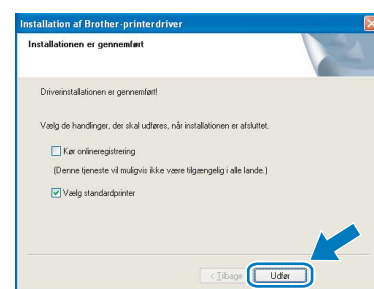 Installation af Brother-printerdriver
Installationen er gennemført
Driverinstallationen er gennemført!
Vælg de handlinger, der skal udføres, når installationen er afsluttet.
Kør onlineregistrering
(Denne tjeneste vil muligvis ikke være tilgængelig i alle lande.)
Vælg standardprinter
< Tilbage Udfør